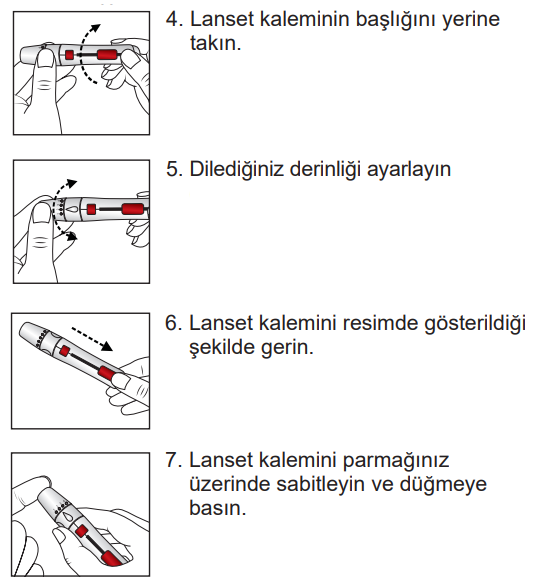 4. Lanset kaleminin başlığını yerine
takın.
5. Dilediğiniz derinliği ayarlayın
6. Lanset kalemini resimde gösterildiği
şekilde gerin.
7. Lanset kalemini parmağınız
üzerinde sabitleyin ve düğmeye
basın.